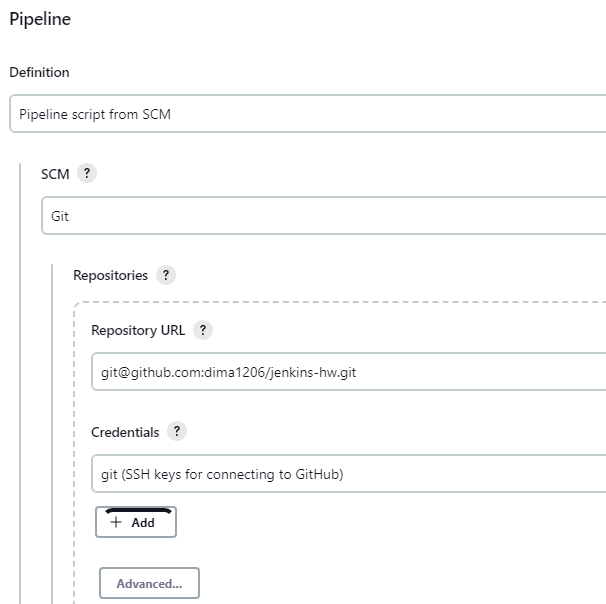 Pipeline
Definition
Pipeline script from SCM
SCM ?
Git
Repositories ?
Repository URL ?
git@github.com:dima1206/jenkins-hw.git
Credentials ?
git (SSH keys for connecting to GitHub)
+ Add
Advanced...